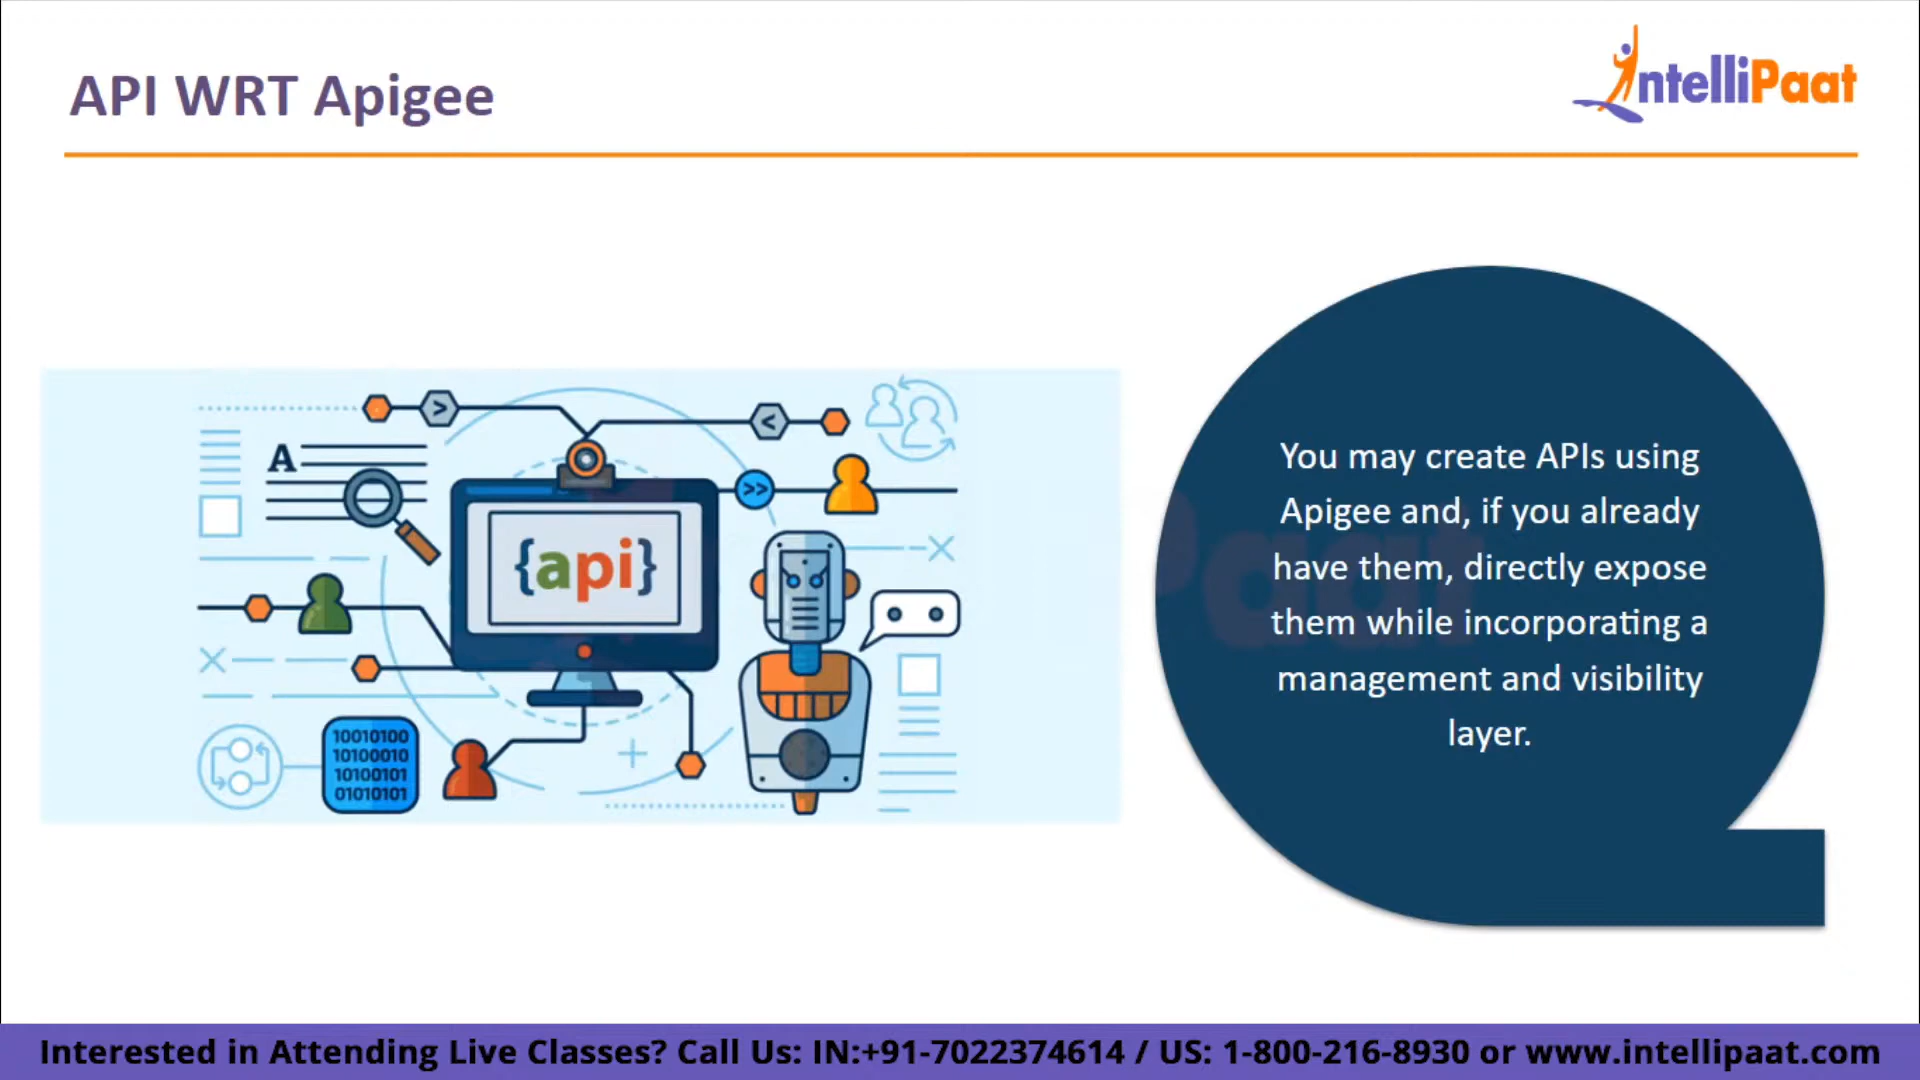 API WRT Apigee
IntelliPaat
A
{api}
10010100
10100010
10100101
01010101
You may create APIs using
Apigee and, if you already
have them, directly expose
them while incorporating a
management and visibility
layer.
Interested in Attending Live Classes? Call Us: IN:+91-7022374614 / US: 1-800-216-8930 or www.intellipaat.com